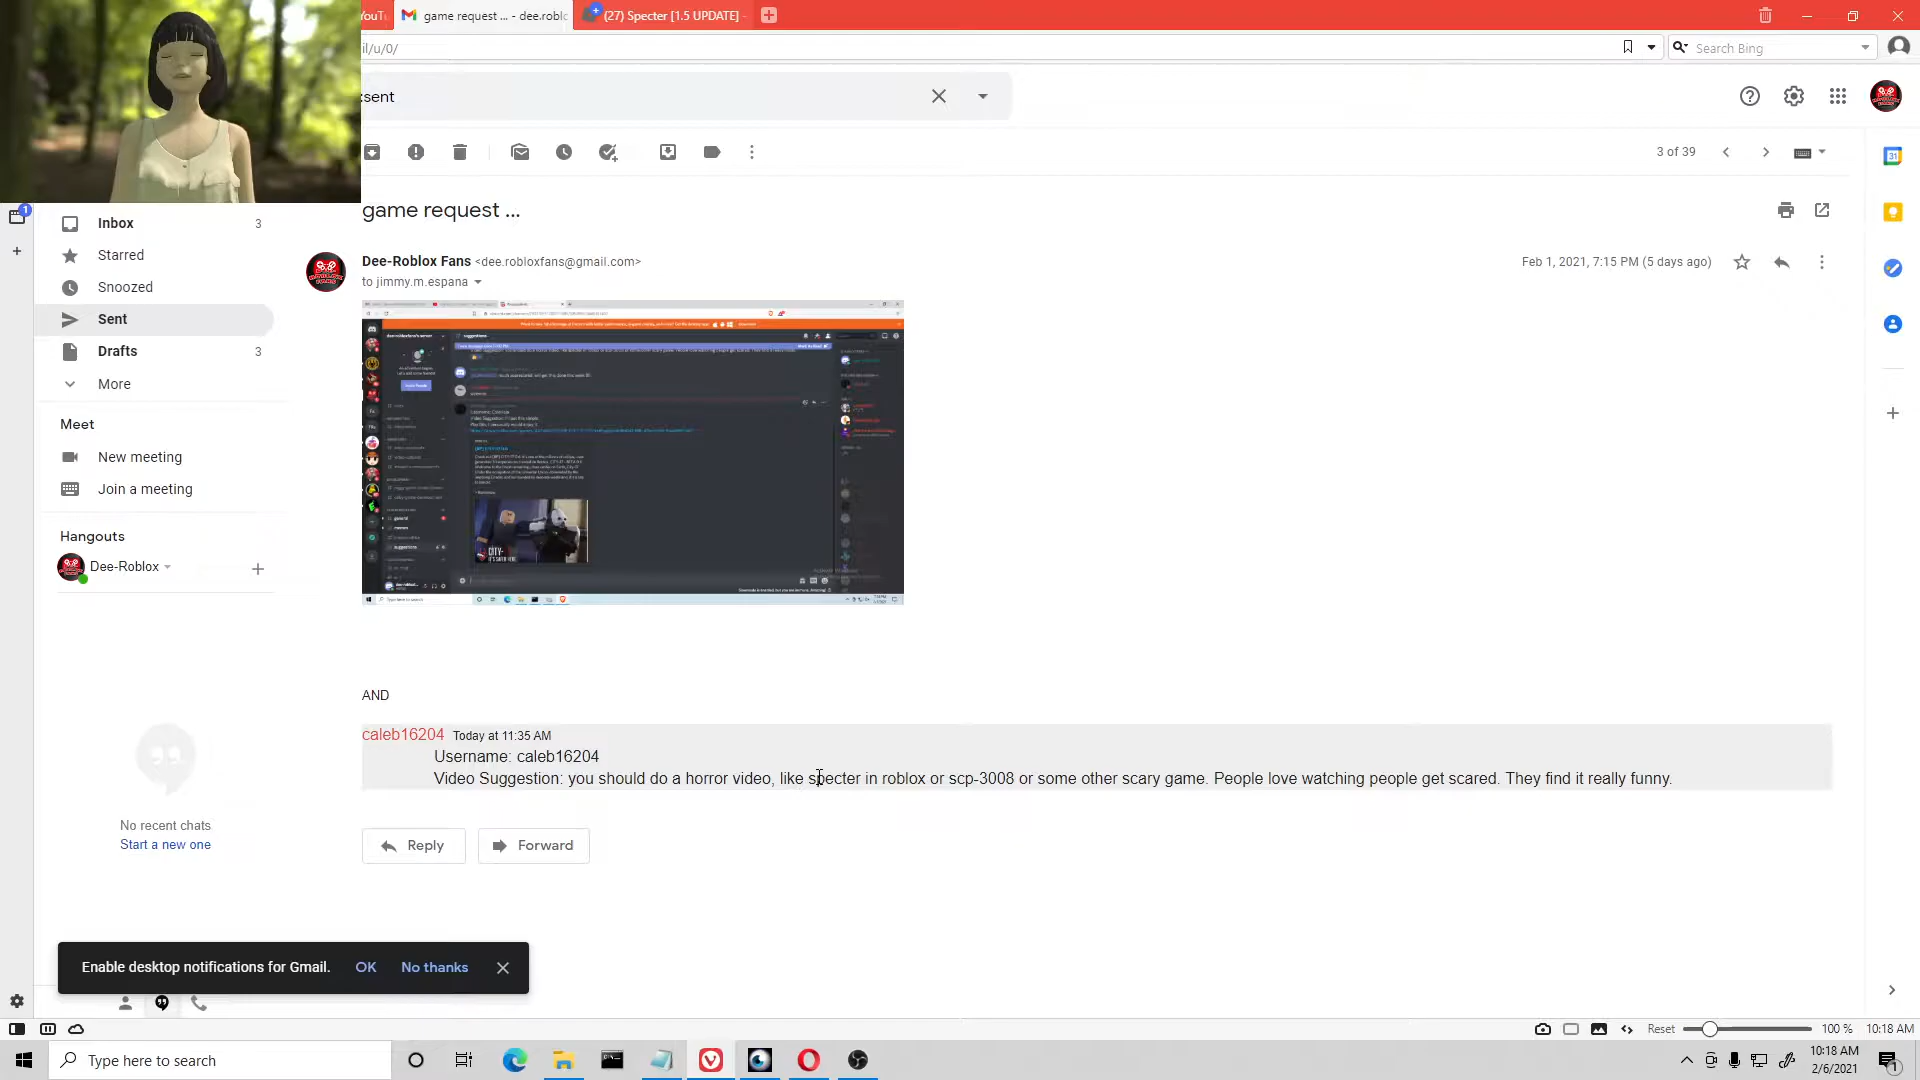 YouTu
game request ... - dee.roblo
(27) Specter [1.5 UPDATE] -
il/u/0/
Search Bing
:sent
3 of 39
game request ...
Inbox 3
Starred
Snoozed
Sent
Drafts 3
More
Meet
New meeting
Join a meeting
Hangouts
Dee-Roblox
No recent chats
Start a new one
Dee-Roblox Fans <dee.robloxfans@gmail.com>
Feb 1, 2021, 7:15 PM (5 days ago)
to jimmy.m.espana
suggestions
general
AND
caleb16204 Today at 11:35 AM
Username: caleb16204
Video Suggestion: you should do a horror video, like specter in roblox or scp-3008 or some other scary game. People love watching people get scared. They find it really funny.
Reply
Forward
Enable desktop notifications for Gmail. OK No thanks
Reset 100 % 10:18 AM
Type here to search
10:18 AM
2/6/2021